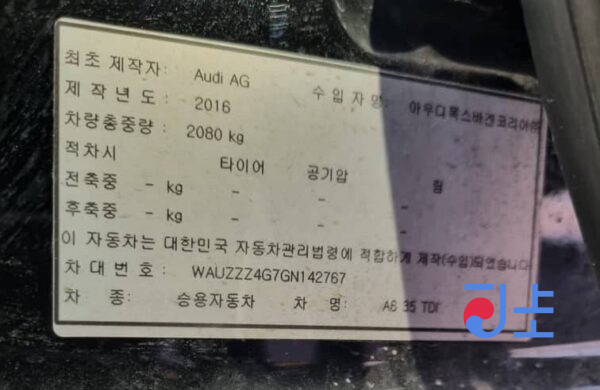 최초 제작자: Audi AG 수입자명: 아우디폭스바겐코리아㈜
제작년도: 2016
차량총중량: 2080 kg
적차시 타이어 공기압 림
전축중 - kg - - -
후축중 - kg - - -
이 자동차는 대한민국 자동차관리법령에 적합하게 제작(수입)되었습니다
차대번호: WAUZZZ4G7GN142767
차 종: 승용자동차 차 명: A6 35 TDI